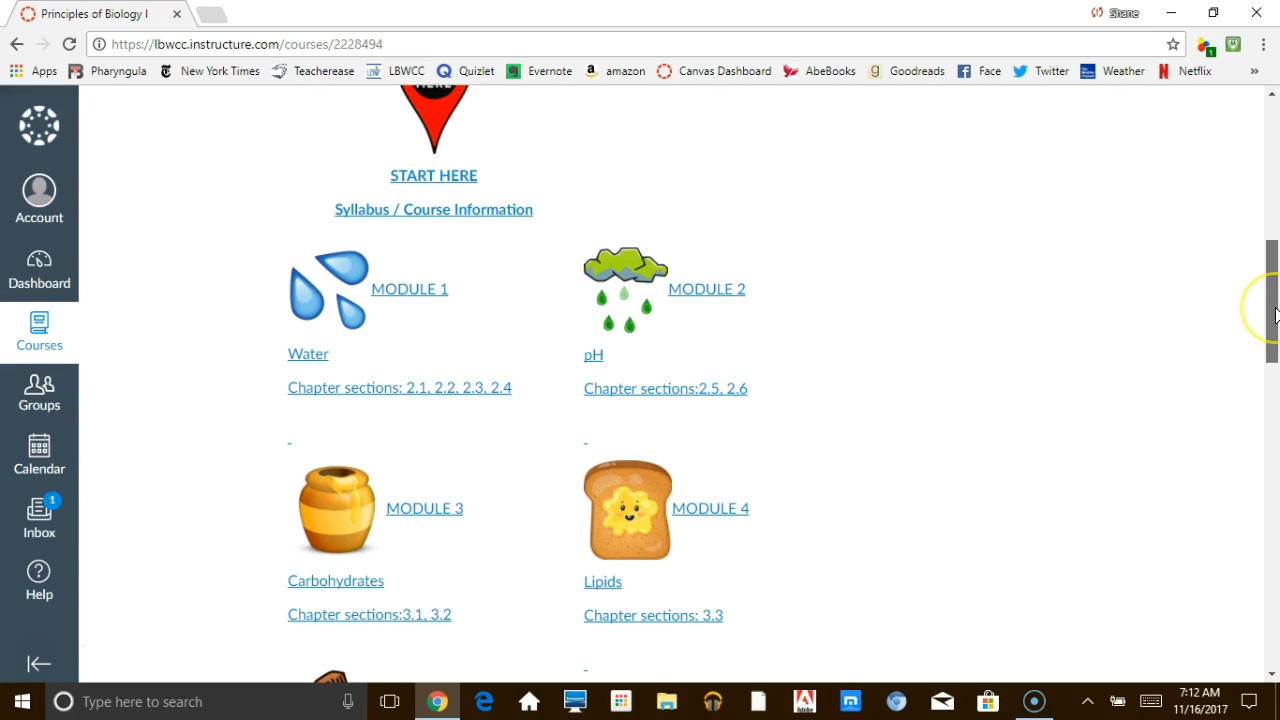 Principles of Biology I
Share
https://lbwcc.instructure.com/courses/2228494
Apps Pharyngula New York Times Teacherease LBWCC Quizlet Evernote amazon Canvas Dashboard AbeBooks Goodreads Face Twitter Weather Netflix »
HERE
START HERE
Syllabus / Course Information
MODULE 1
Water
Chapter sections: 2.1, 2.2, 2.3, 2.4
MODULE 2
pH
Chapter sections:2.5, 2.6
MODULE 3
Carbohydrates
Chapter sections:3.1, 3.2
MODULE 4
Lipids
Chapter sections: 3.3
Account
Dashboard
Courses
Groups
Calendar
1
Inbox
Help
Type here to search
7:12 AM
11/16/2017